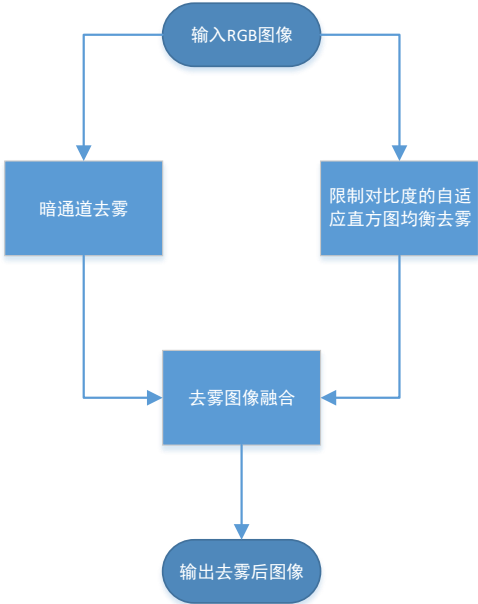 输入RGB图像
暗通道去雾
限制对比度的自适
应直方图均衡去雾
去雾图像融合
输出去雾后图像